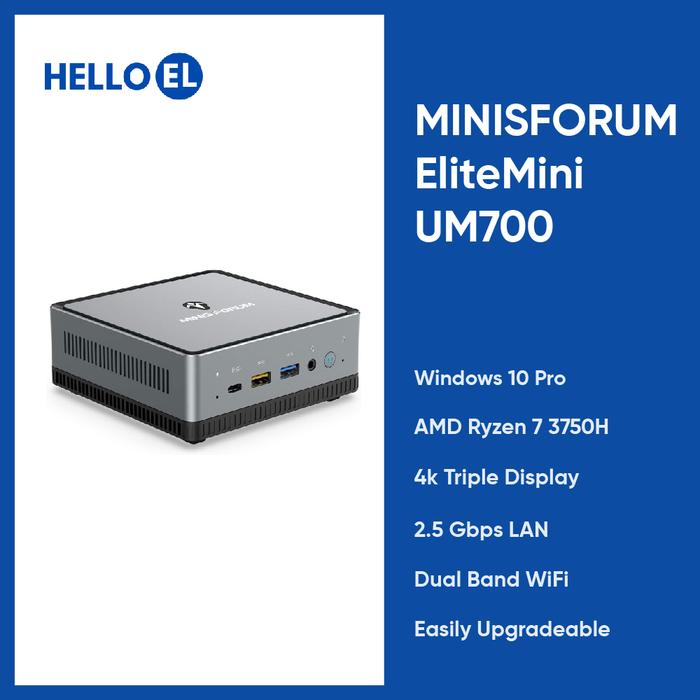 HELLO EL
MINISFORUM
EliteMini
UM700
MINISFORUM
Windows 10 Pro
AMD Ryzen 7 3750H
4k Triple Display
2.5 Gbps LAN
Dual Band WiFi
Easily Upgradeable